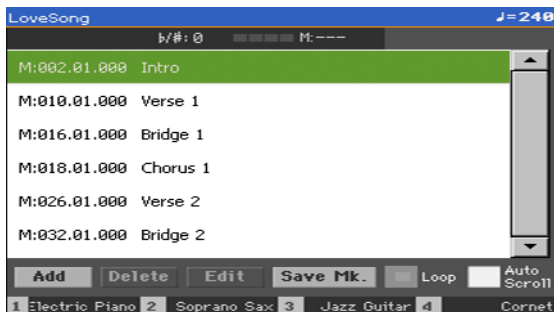 LoveSong ♩=240
♭/#: 0 M:---
M:002.01.000 Intro
M:010.01.000 Verse 1
M:016.01.000 Bridge 1
M:018.01.000 Chorus 1
M:026.01.000 Verse 2
M:032.01.000 Bridge 2
Add Delete Edit Save Mk. Loop Auto Scroll
1 Electric Piano 2 Soprano Sax 3 Jazz Guitar 4 Cornet